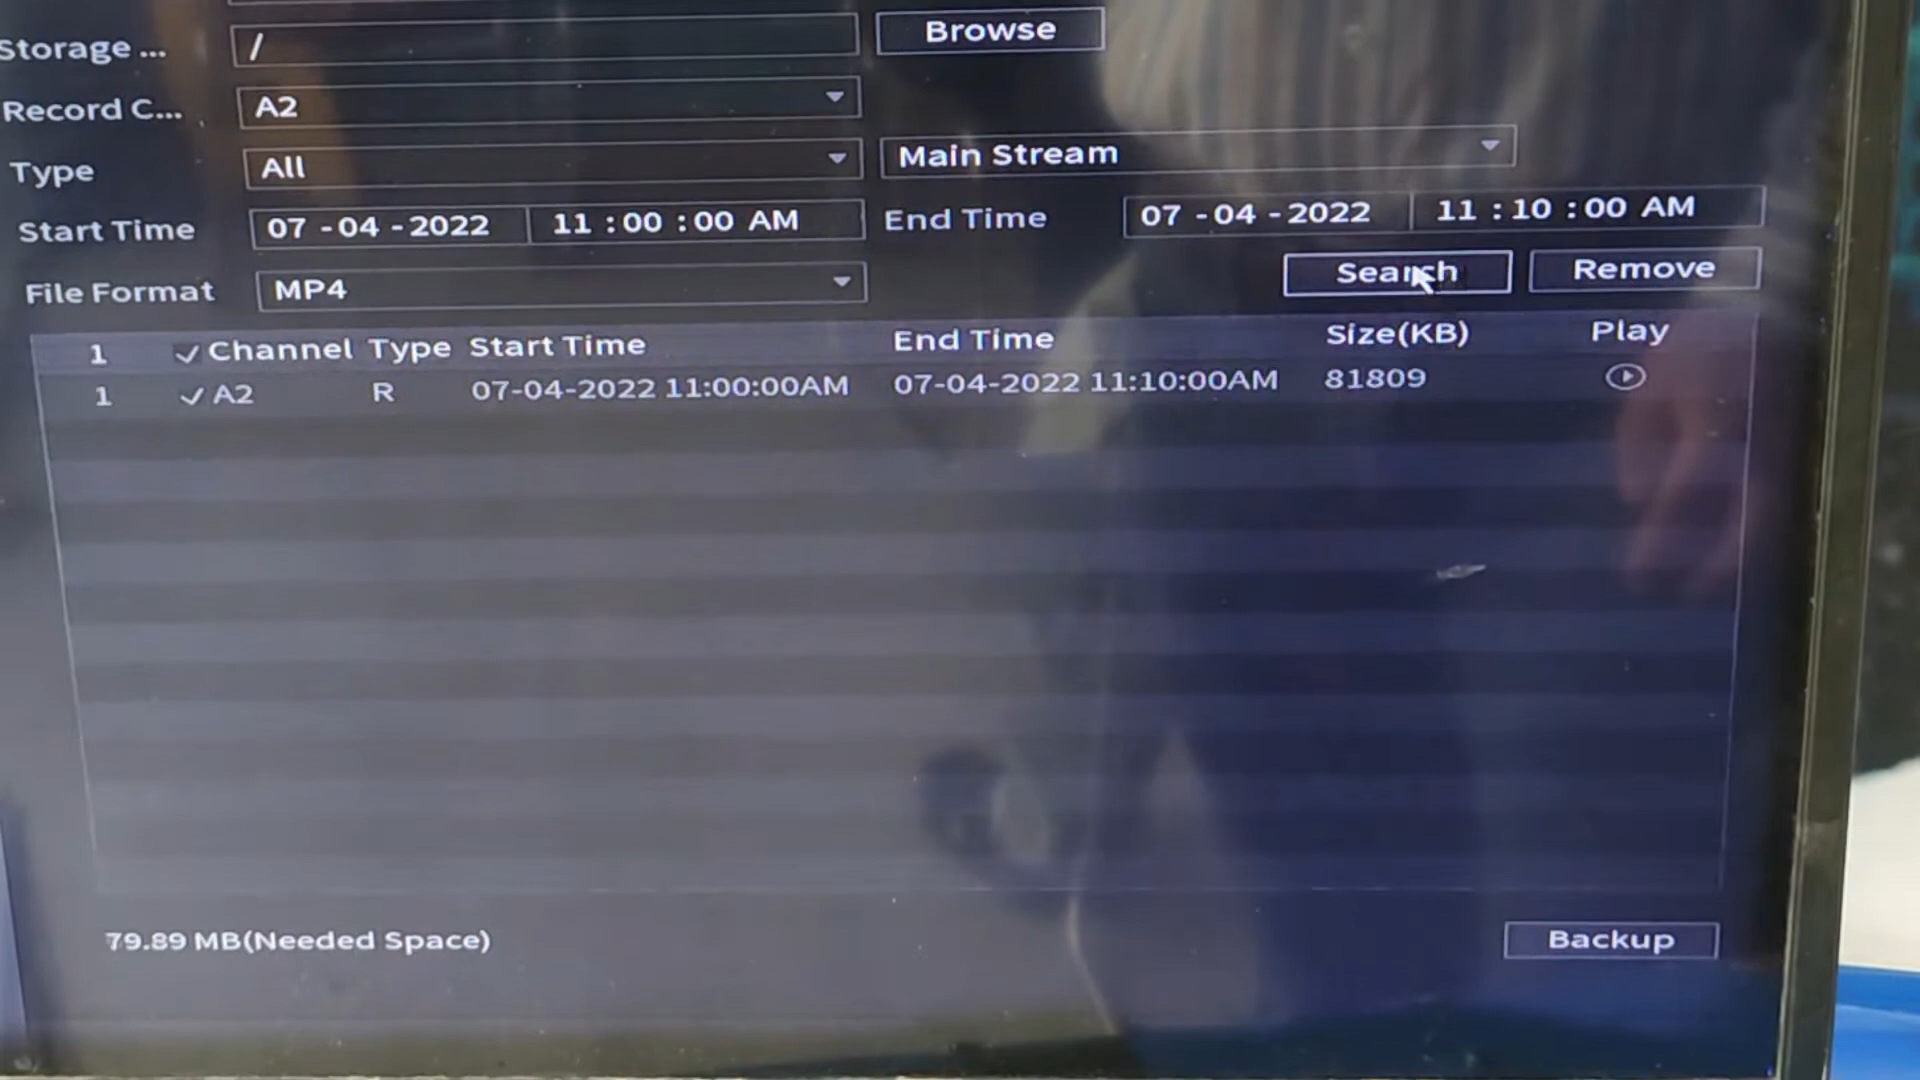 Storage ... / Browse
Record C... A2
Type All Main Stream
Start Time 07 - 04 - 2022 11 : 00 : 00 AM End Time 07 - 04 - 2022 11 : 10 : 00 AM
File Format MP4 Search Remove
1 Channel Type Start Time End Time Size(KB) Play
1 A2 R 07-04-2022 11:00:00AM 07-04-2022 11:10:00AM 81809
79.89 MB(Needed Space) Backup